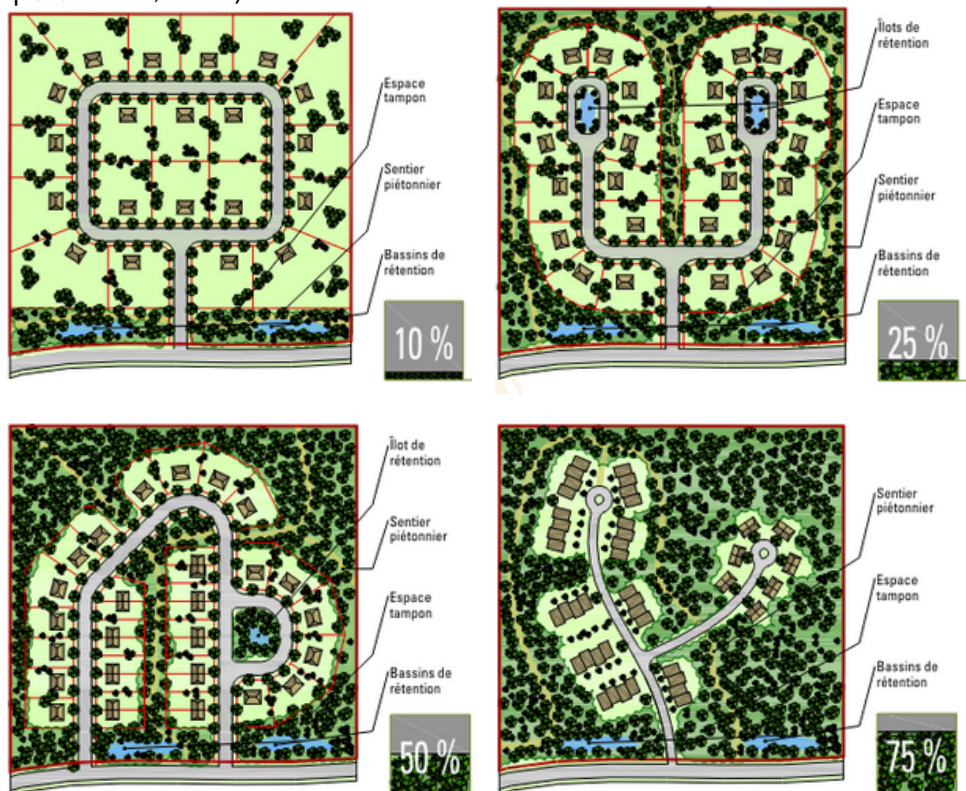 Espace
tampon
Sentier
piétonnier
Bassins de
rétention
10 %
Îlots de
rétention
Espace
tampon
Sentier
piétonnier
Bassins de
rétention
25 %
Îlot de
rétention
Sentier
piétonnier
Espace
tampon
Bassins de
rétention
50 %
Sentier
piétonnier
Espace
tampon
Bassins de
rétention
75 %